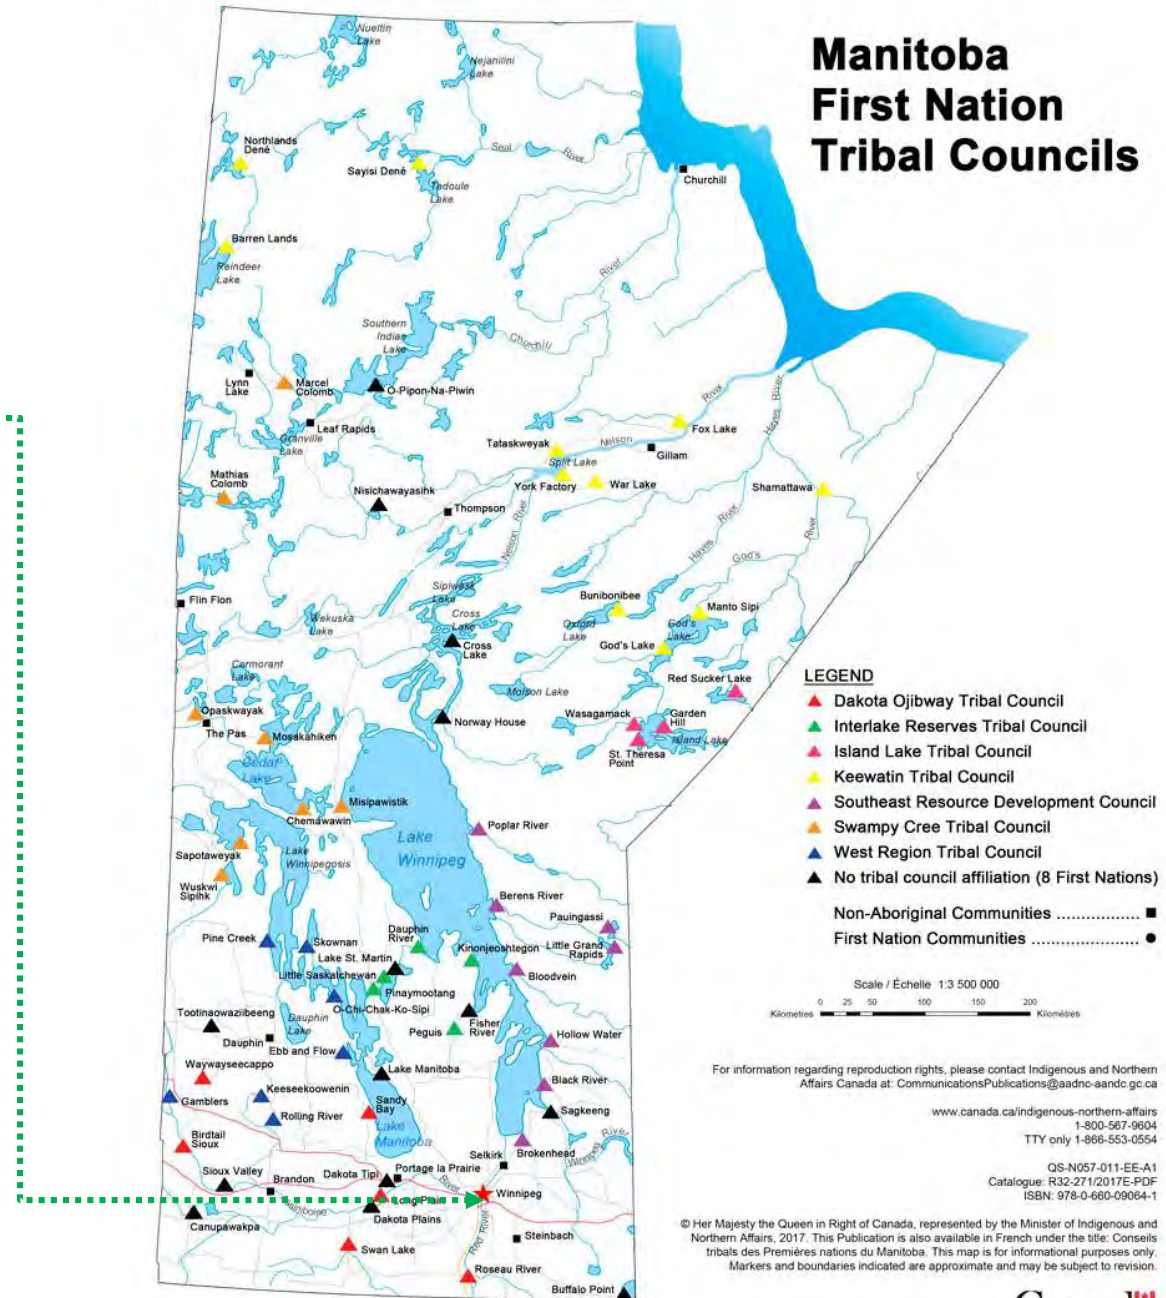 Manitoba
First Nation
Tribal Councils
Nueltin
Lake
Nejanilini
Lake
Northlands
Dené
Sayisi Dené
Tadoule
Lake
Seal
River
Churchill
Barren Lands
Reindeer
Lake
River
Southern
Indian
Lake
Churchill
Lynn
Lake
Marcel
Colomb
O-Pipon-Na-Piwin
River
Hayes River
Leaf Rapids
Granville
Lake
Fox Lake
Tataskweyak
Nelson
Gillam
Split Lake
Mathias
Colomb
Nisichawayasihk
York Factory
War Lake
Shamattawa
Thompson
Nelson River
Hayes River
River
God's
Flin Flon
Sipiwesk
Lake
Bunibonibee
Manto Sipi
Wekuska
Lake
Cross
Lake
Oxford
Lake
God's
Lake
Cross
Lake
God's Lake
Cormorant
Lake
Red Sucker Lake
Molson Lake
Opaskwayak
The Pas
Mosakahiken
Norway House
Wasagamack
Garden
Hill
Island Lake
St. Theresa
Point
Cedar
Lake
Misipawistik
Chemawawin
Lake
Winnipeg
Poplar River
Sapotaweyak
Lake
Winnipegosis
Wuskwi
Sipihk
Berens River
Pauingassi
Pine Creek
Skownan
Dauphin
River
Kinonjeoshtegon
Little Grand
Rapids
Lake St. Martin
Little Saskatchewan
Bloodvein
Pinaymootang
O-Chi-Chak-Ko-Sipi
Tootinaowaziibeeng
Dauphin
Lake
Peguis
Fisher
River
Dauphin
Ebb and Flow
Hollow Water
Waywayseecappo
Lake Manitoba
Black River
Gamblers
Keeseekoowenin
Sandy
Bay
Sagkeeng
Rolling River
Lake
Manitoba
Birdtail
Sioux
Brokenhead
Winnipeg River
Selkirk
Sioux Valley
Brandon
Dakota Tipi
Portage la Prairie
River
Long Plain
Winnipeg
Assiniboine
Canupawakpa
Dakota Plains
Steinbach
Swan Lake
Red River
Roseau River
Buffalo Point
LEGEND
Dakota Ojibway Tribal Council
Interlake Reserves Tribal Council
Island Lake Tribal Council
Keewatin Tribal Council
Southeast Resource Development Council
Swampy Cree Tribal Council
West Region Tribal Council
No tribal council affiliation (8 First Nations)
Non-Aboriginal Communities .................
First Nation Communities ......................
Scale / Échelle 1:3 500 000
Kilometres 0 25 50 100 150 200 Kilomètres
For information regarding reproduction rights, please contact Indigenous and Northern
Affairs Canada at: CommunicationsPublications@aadnc-aandc.gc.ca
www.canada.ca/indigenous-northern-affairs
1-800-567-9604
TTY only 1-866-553-0554
QS-N057-011-EE-A1
Catalogue: R32-271/2017E-PDF
ISBN: 978-0-660-09064-1
© Her Majesty the Queen in Right of Canada, represented by the Minister of Indigenous and
Northern Affairs, 2017. This Publication is also available in French under the title: Conseils
tribals des Premières nations du Manitoba. This map is for informational purposes only.
Markers and boundaries indicated are approximate and may be subject to revision.